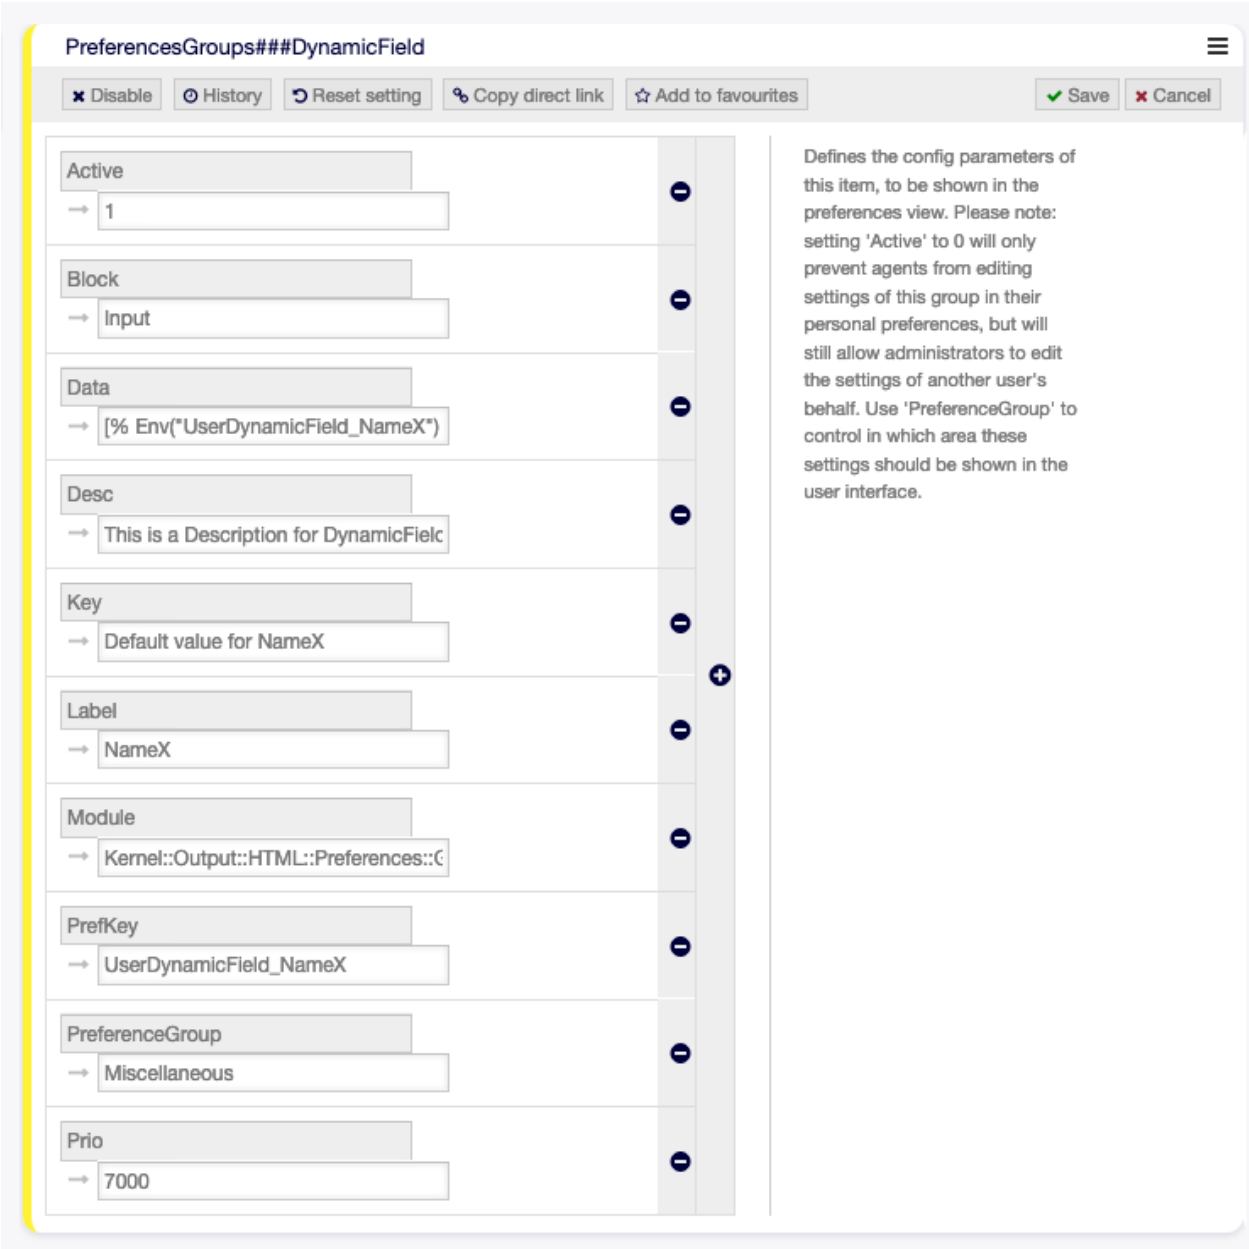 PreferencesGroups###DynamicField
Disable History Reset setting Copy direct link Add to favourites Save Cancel
Active
1
Block
Input
Data
[% Env("UserDynamicField_NameX")
Desc
This is a Description for DynamicField
Key
Default value for NameX
Label
NameX
Module
Kernel::Output::HTML::Preferences::G
PrefKey
UserDynamicField_NameX
PreferenceGroup
Miscellaneous
Prio
7000
Defines the config parameters of
this item, to be shown in the
preferences view. Please note:
setting 'Active' to 0 will only
prevent agents from editing
settings of this group in their
personal preferences, but will
still allow administrators to edit
the settings of another user's
behalf. Use 'PreferenceGroup' to
control in which area these
settings should be shown in the
user interface.